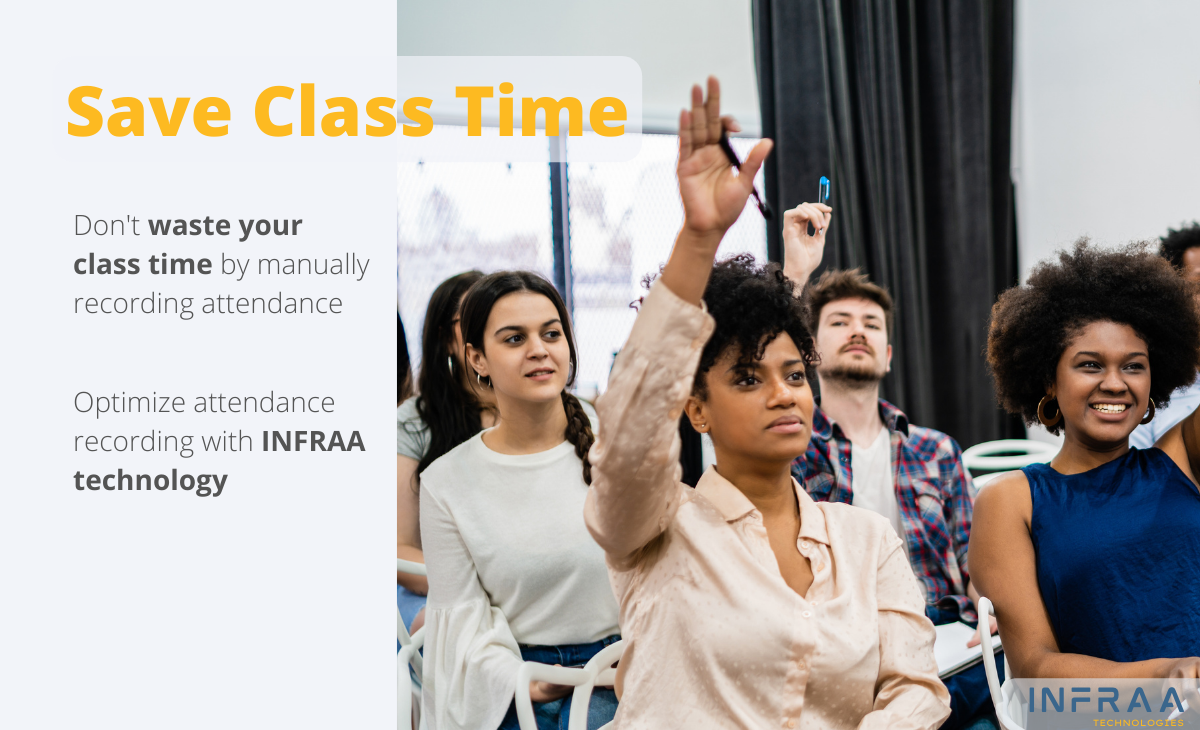 Save Class Time
Don't waste your
class time by manually
recording attendance
Optimize attendance
recording with INFRAA
technology
INFRAA
TECHNOLOGIES